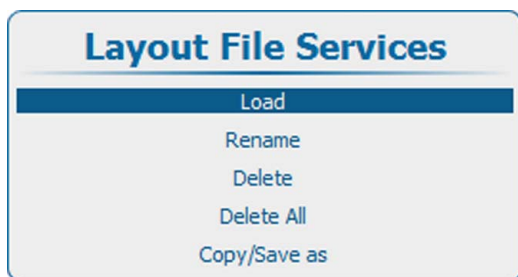 Layout File Services
Load
Rename
Delete
Delete All
Copy/Save as